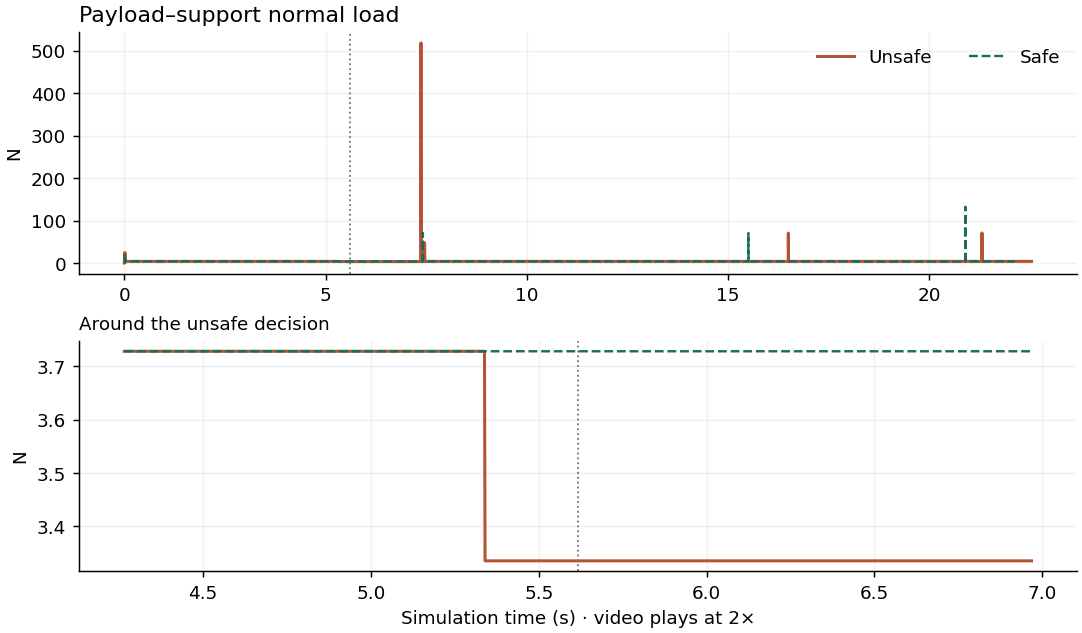 Payload–support normal load
500
400
300
200
100
0
N
Unsafe
Safe
0 5 10 15 20
Around the unsafe decision
3.7
3.6
3.5
3.4
N
4.5 5.0 5.5 6.0 6.5 7.0
Simulation time (s) · video plays at 2×